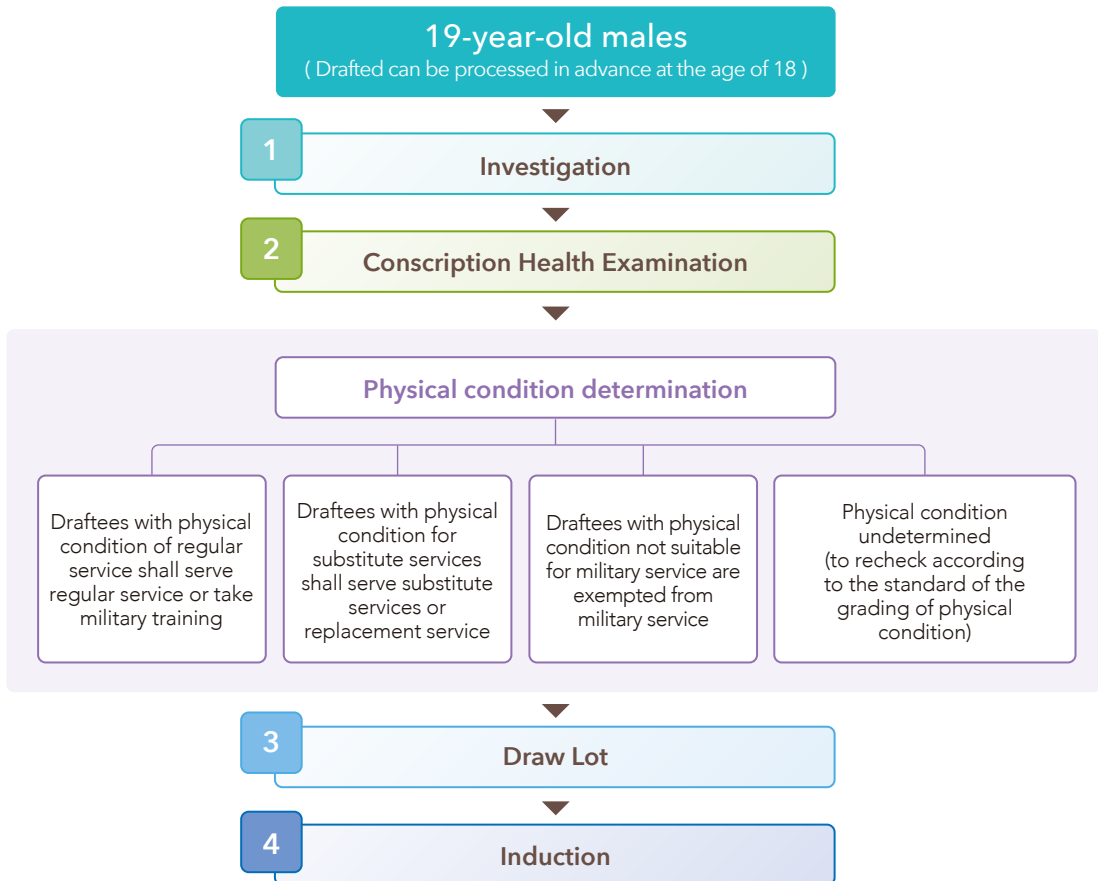 19-year-old males
( Drafted can be processed in advance at the age of 18 )
1
Investigation
2
Conscription Health Examination
Physical condition determination
Draftees with physical
condition of regular
service shall serve
regular service or take
military training
Draftees with physical
condition for
substitute services
shall serve substitute
services or
replacement service
Draftees with physical
condition not suitable
for military service are
exempted from
military service
Physical condition
undetermined
(to recheck according
to the standard of the
grading of physical
condition)
3
Draw Lot
4
Induction